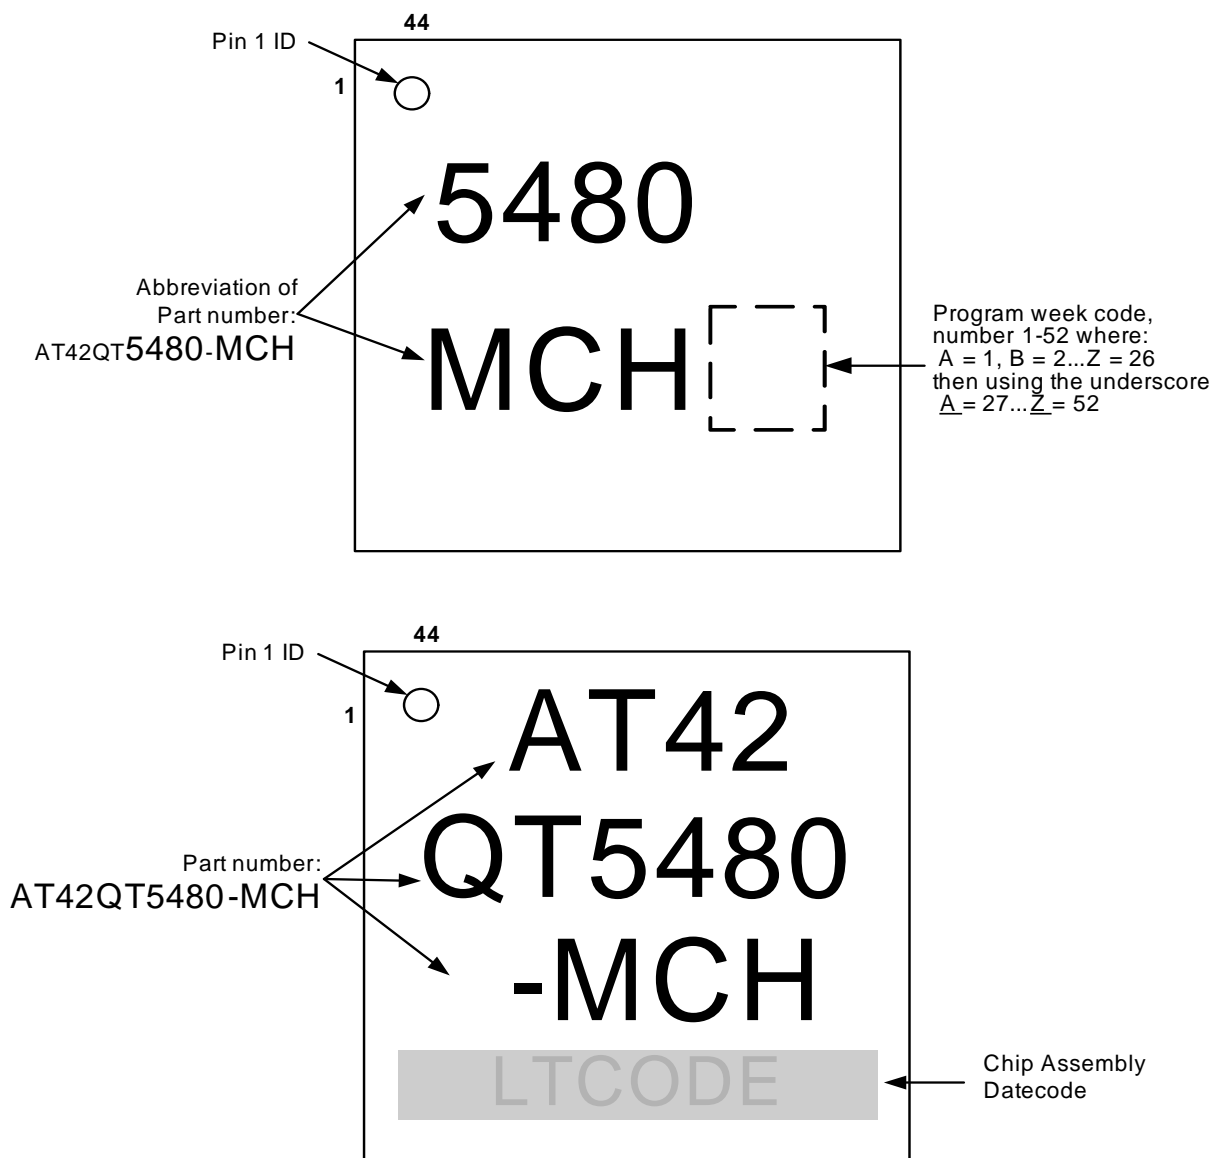 44
Pin 1 ID
1
5480
Abbreviation of
Part number:
AT42QT5480-MCH
MCH
Program week code,
number 1-52 where:
A = 1, B = 2...Z = 26
then using the underscore
A = 27...Z = 52
44
Pin 1 ID
1
AT42
QT5480
-MCH
Part number:
AT42QT5480-MCH
LTCODE
Chip Assembly
Datecode